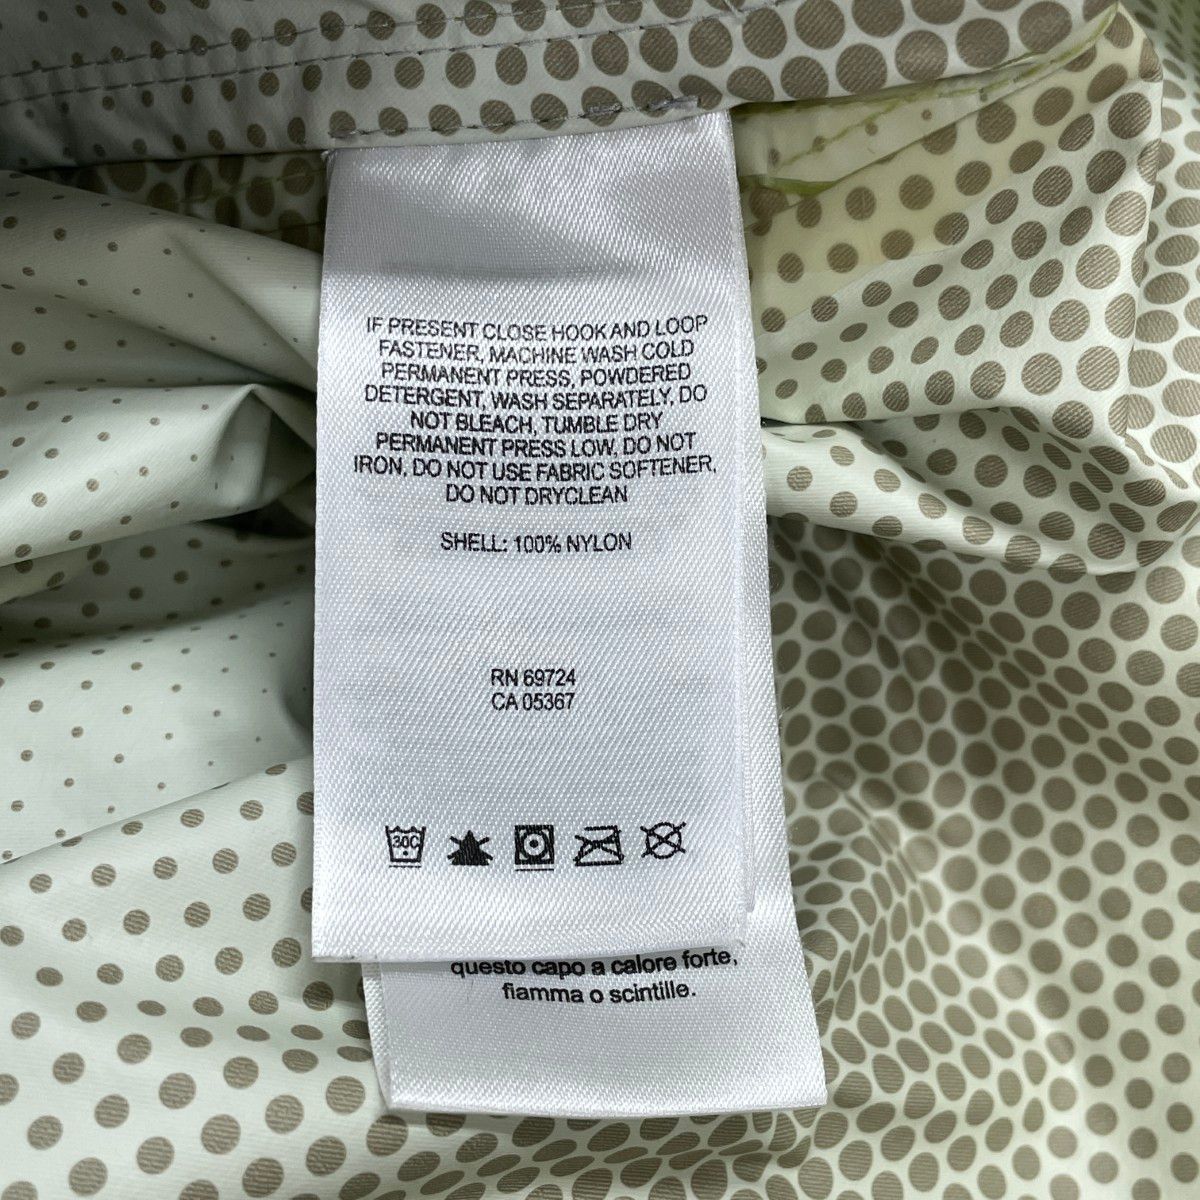 IF PRESENT CLOSE HOOK AND LOOP
FASTENER, MACHINE WASH COLD
PERMANENT PRESS, POWDERED
DETERGENT, WASH SEPARATELY, DO
NOT BLEACH, TUMBLE DRY
PERMANENT PRESS LOW, DO NOT
IRON, DO NOT USE FABRIC SOFTENER,
DO NOT DRYCLEAN
SHELL: 100% NYLON
RN 69724
CA 05367
30C
questo capo a calore forte,
fiamma o scintille.